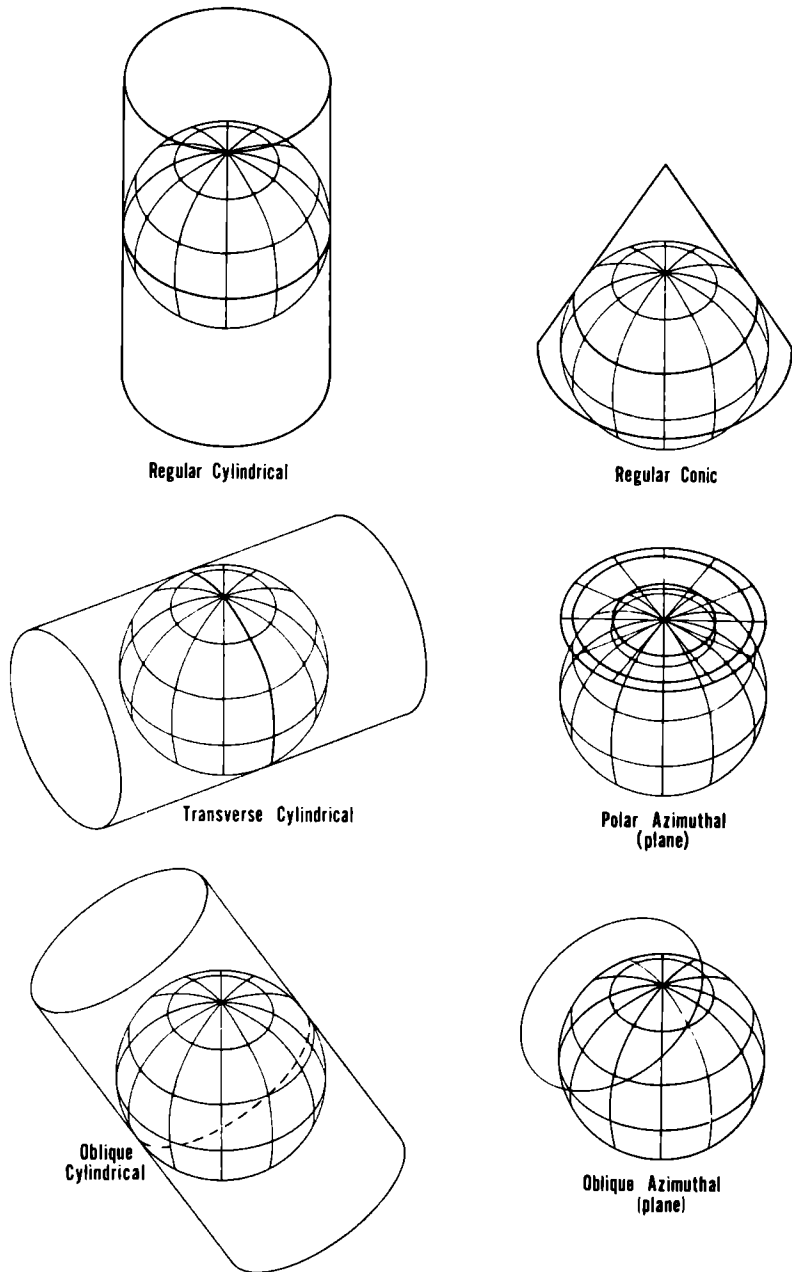 Regular Cylindrical
Regular Conic
Transverse Cylindrical
Polar Azimuthal
(plane)
Oblique
Cylindrical
Oblique Azimuthal
(plane)